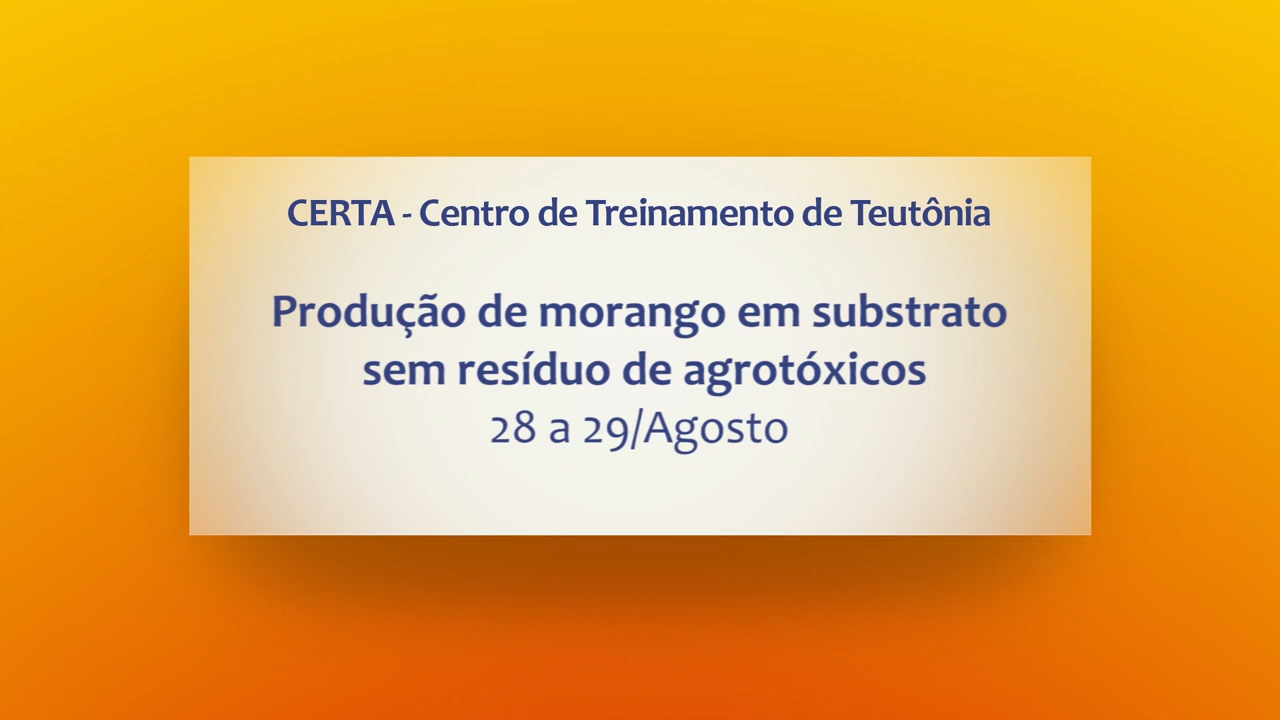 CERTA - Centro de Treinamento de Teutônia
Produção de morango em substrato
sem resíduo de agrotóxicos
28 a 29/Agosto